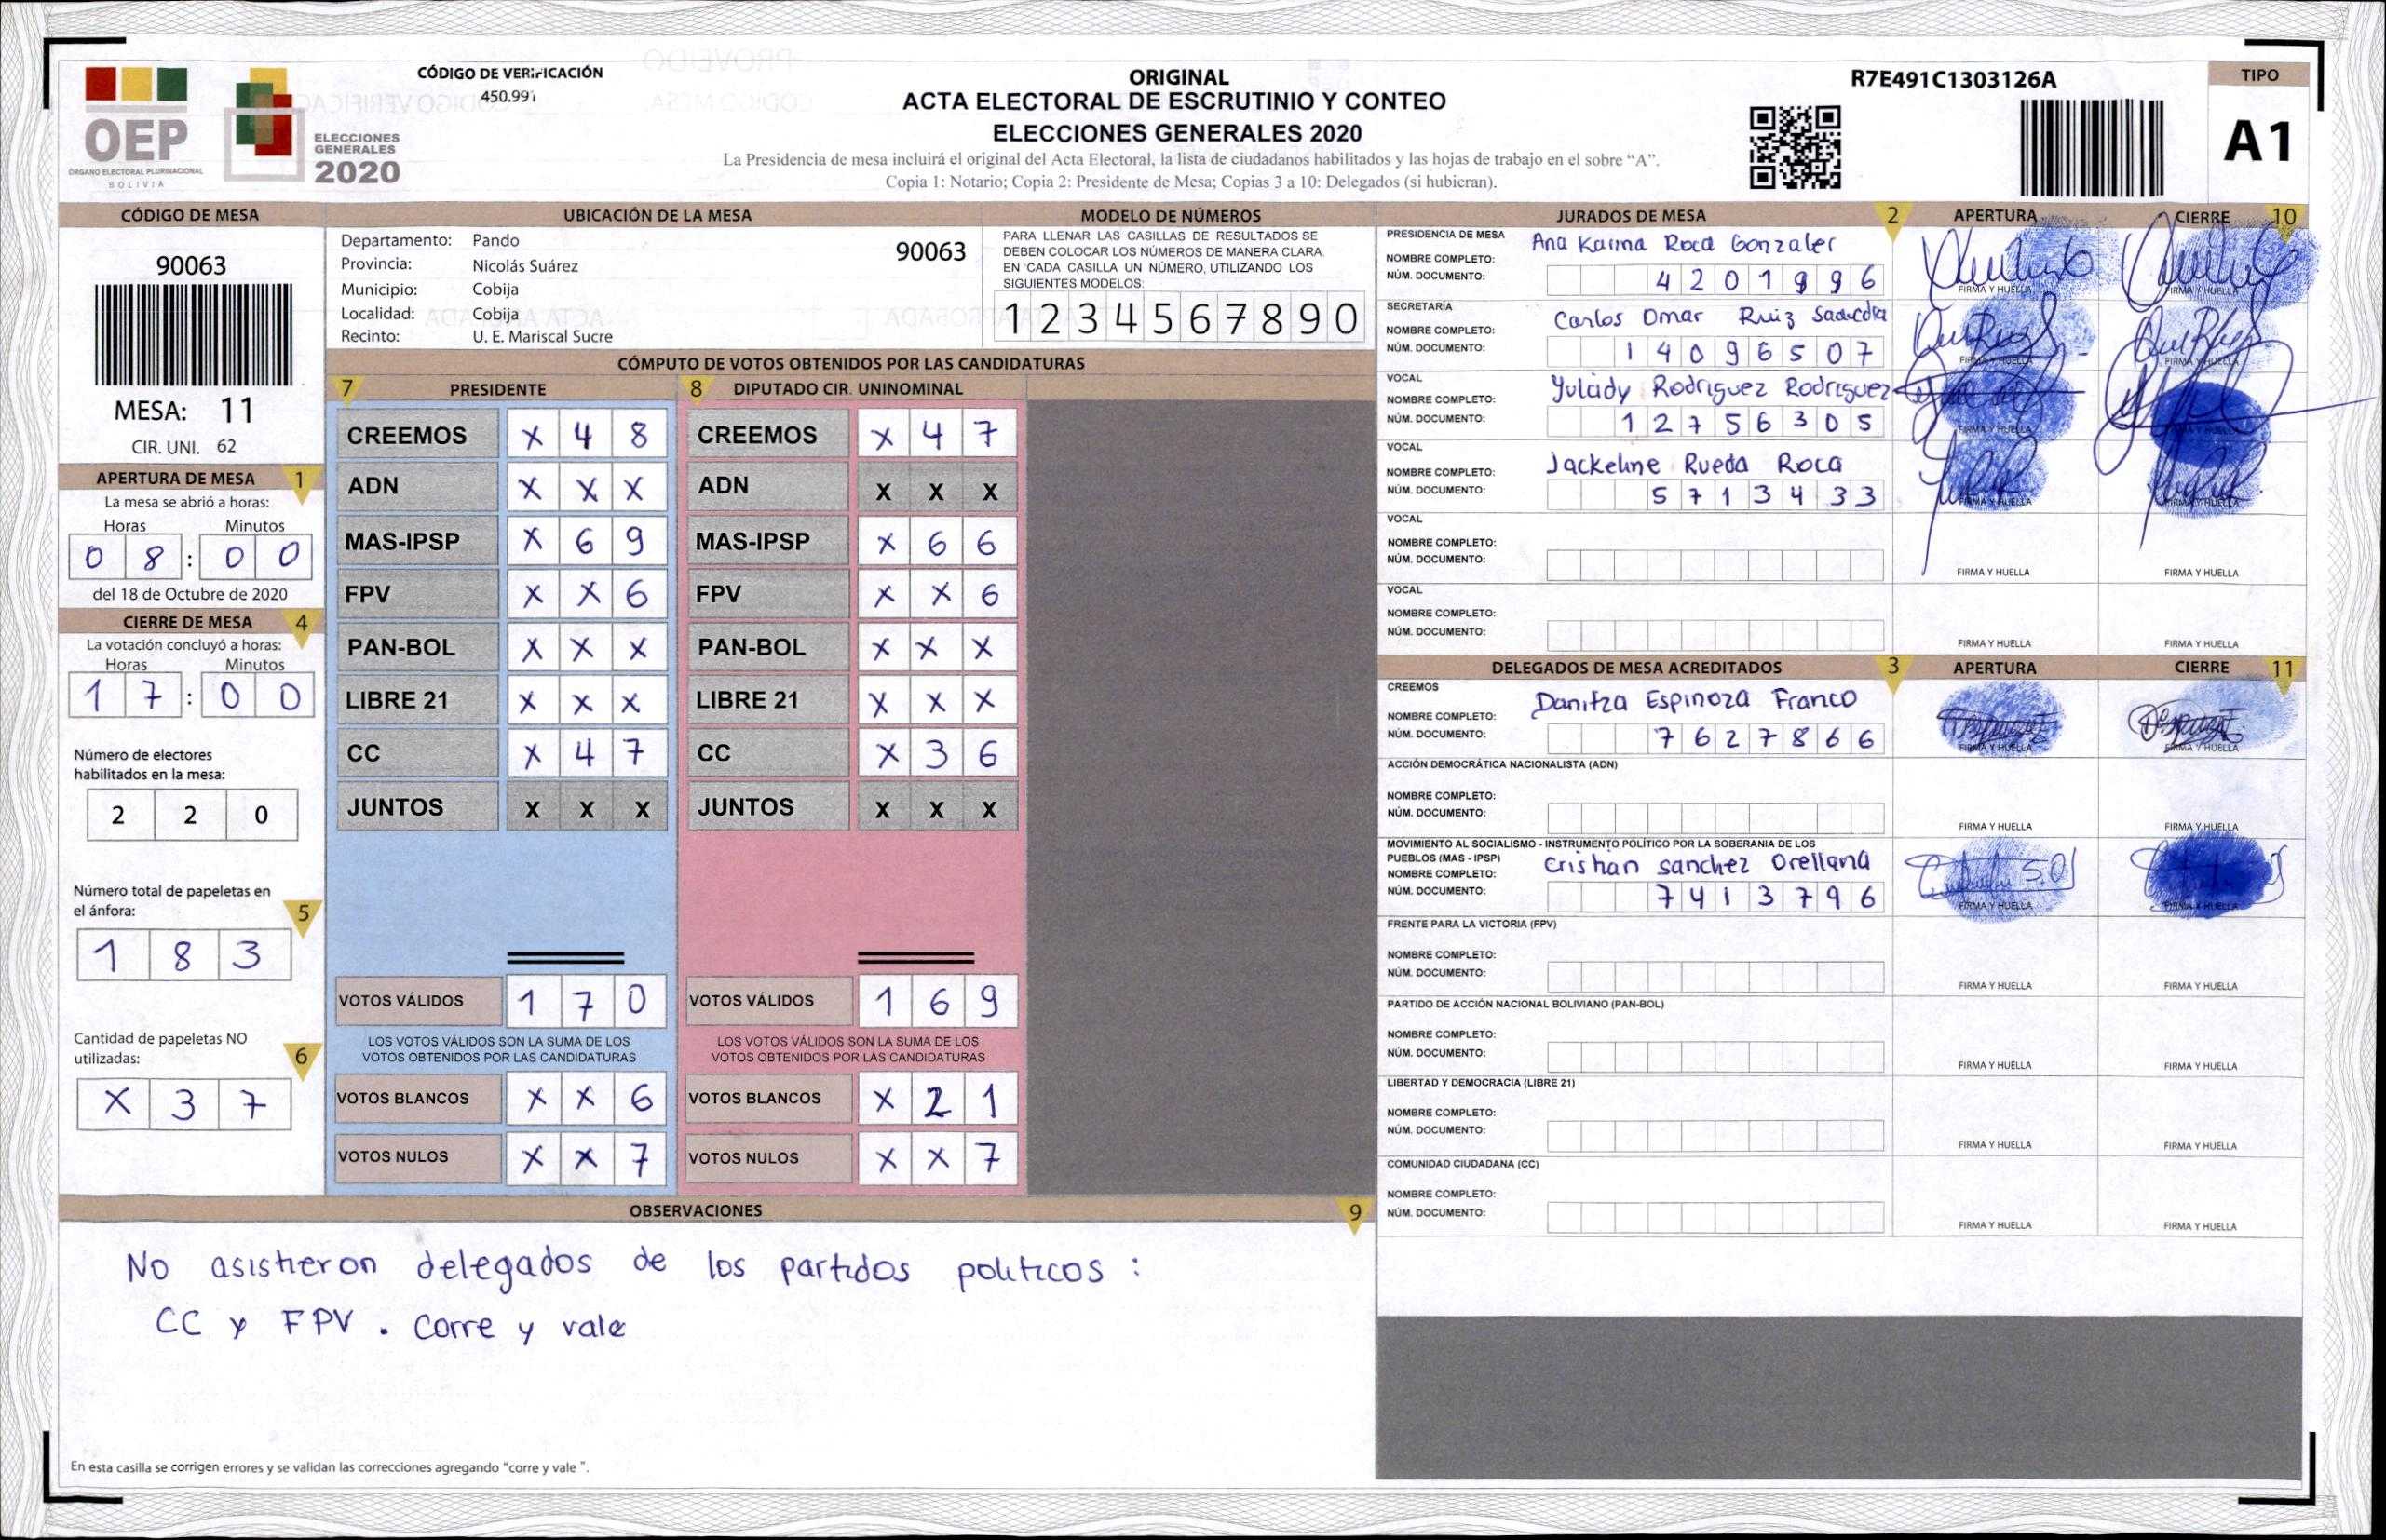 OEP
ÓRGANO ELECTORAL PLURINACIONAL
BOLIVIA
ELECCIONES
GENERALES
2020
CÓDIGO DE VERIFICACIÓN
450.991
ORIGINAL
ACTA ELECTORAL DE ESCRUTINIO Y CONTEO
ELECCIONES GENERALES 2020
La Presidencia de mesa incluirá el original del Acta Electoral, la lista de ciudadanos habilitados y las hojas de trabajo en el sobre “A”.
Copia 1: Notario; Copia 2: Presidente de Mesa; Copias 3 a 10: Delegados (si hubieran).
R7E491C1303126A
TIPO
A1
CÓDIGO DE MESA
90063
MESA: 11
CIR. UNI. 62
APERTURA DE MESA 1
La mesa se abrió a horas:
Horas Minutos
0 8 : 0 0
del 18 de Octubre de 2020
CIERRE DE MESA 4
La votación concluyó a horas:
Horas Minutos
1 7 : 0 0
Número de electores
habilitados en la mesa:
2 2 0
Número total de papeletas en
el ánfora: 5
1 8 3
Cantidad de papeletas NO
utilizadas: 6
X 3 7
UBICACIÓN DE LA MESA
Departamento: Pando 90063
Provincia: Nicolás Suárez
Municipio: Cobija
Localidad: Cobija
Recinto: U. E. Mariscal Sucre
MODELO DE NÚMEROS
PARA LLENAR LAS CASILLAS DE RESULTADOS SE
DEBEN COLOCAR LOS NÚMEROS DE MANERA CLARA.
EN CADA CASILLA UN NÚMERO, UTILIZANDO LOS
SIGUIENTES MODELOS:
1 2 3 4 5 6 7 8 9 0
CÓMPUTO DE VOTOS OBTENIDOS POR LAS CANDIDATURAS
7 PRESIDENTE 8 DIPUTADO CIR. UNINOMINAL
CREEMOS X 4 8 CREEMOS X 4 7
ADN X X X ADN X X X
MAS-IPSP X 6 9 MAS-IPSP X 6 6
FPV X X 6 FPV X X 6
PAN-BOL X X X PAN-BOL X X X
LIBRE 21 X X X LIBRE 21 X X X
CC X 4 7 CC X 3 6
JUNTOS X X X JUNTOS X X X
VOTOS VÁLIDOS 1 7 0 VOTOS VÁLIDOS 1 6 9
LOS VOTOS VÁLIDOS SON LA SUMA DE LOS LOS VOTOS VÁLIDOS SON LA SUMA DE LOS
VOTOS OBTENIDOS POR LAS CANDIDATURAS VOTOS OBTENIDOS POR LAS CANDIDATURAS
VOTOS BLANCOS X X 6 VOTOS BLANCOS X 2 1
VOTOS NULOS X X 7 VOTOS NULOS X X 7
OBSERVACIONES 9
No asistieron delegados de los partidos politicos :
CC y FPV . Corre y vale
En esta casilla se corrigen errores y se validan las correcciones agregando “corre y vale ”.
JURADOS DE MESA 2 APERTURA CIERRE 10
PRESIDENCIA DE MESA
NOMBRE COMPLETO: Ana Karina Roca Gonzalez
NÚM. DOCUMENTO: 4 2 0 1 9 9 6 FIRMA Y HUELLA FIRMA Y HUELLA
SECRETARÍA
NOMBRE COMPLETO: Carlos Omar Ruiz
NÚM. DOCUMENTO: 1 4 0 9 6 5 0 7 FIRMA Y HUELLA FIRMA Y HUELLA
VOCAL
NOMBRE COMPLETO: Yulady Rodriguez Rodriguez
NÚM. DOCUMENTO: 1 2 7 5 6 3 0 5 FIRMA Y HUELLA FIRMA Y HUELLA
VOCAL
NOMBRE COMPLETO: Jackeline Rueda Roca
NÚM. DOCUMENTO: 5 7 1 3 4 3 3 FIRMA Y HUELLA FIRMA Y HUELLA
VOCAL
NOMBRE COMPLETO:
NÚM. DOCUMENTO: FIRMA Y HUELLA FIRMA Y HUELLA
VOCAL
NOMBRE COMPLETO:
NÚM. DOCUMENTO: FIRMA Y HUELLA FIRMA Y HUELLA
DELEGADOS DE MESA ACREDITADOS 3 APERTURA CIERRE 11
CREEMOS
NOMBRE COMPLETO: Danitza Espinoza Franco
NÚM. DOCUMENTO: 7 6 2 7 8 6 6 FIRMA Y HUELLA FIRMA Y HUELLA
ACCIÓN DEMOCRÁTICA NACIONALISTA (ADN)
NOMBRE COMPLETO:
NÚM. DOCUMENTO: FIRMA Y HUELLA FIRMA Y HUELLA
MOVIMIENTO AL SOCIALISMO - INSTRUMENTO POLÍTICO POR LA SOBERANIA DE LOS
PUEBLOS (MAS - IPSP)
NOMBRE COMPLETO: Cristian Sanchez Orellana
NÚM. DOCUMENTO: 7 4 1 3 7 9 6 FIRMA Y HUELLA FIRMA Y HUELLA
FRENTE PARA LA VICTORIA (FPV)
NOMBRE COMPLETO:
NÚM. DOCUMENTO: FIRMA Y HUELLA FIRMA Y HUELLA
PARTIDO DE ACCIÓN NACIONAL BOLIVIANO (PAN-BOL)
NOMBRE COMPLETO:
NÚM. DOCUMENTO: FIRMA Y HUELLA FIRMA Y HUELLA
LIBERTAD Y DEMOCRACIA (LIBRE 21)
NOMBRE COMPLETO:
NÚM. DOCUMENTO: FIRMA Y HUELLA FIRMA Y HUELLA
COMUNIDAD CIUDADANA (CC)
NOMBRE COMPLETO:
NÚM. DOCUMENTO: FIRMA Y HUELLA FIRMA Y HUELLA